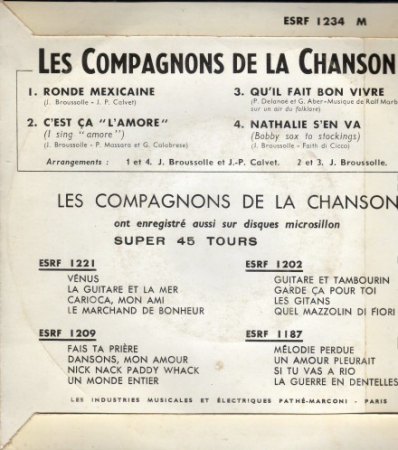 ESRF 1234 M
LES COMPAGNONS DE LA CHANSON
1. RONDE MEXICAINE
(J. Broussolle - J. P. Calvet)
2. C'EST ÇA "L'AMORE"
(I sing "amore")
(J. Broussolle - P. Massara et G. Calabrese)
3. QU'IL FAIT BON VIVRE
(P. Delanoë et G. Aber - Musique de Ralf Marb
sur un air du folklore)
4. NATHALIE S'EN VA
(Bobby sox to stockings)
(J. Broussolle - Faith di Cicco)
Arrangements : 1 et 4. J. Broussolle et J.-P. Calvet. 2 et 3, J. Broussolle.
LES COMPAGNONS DE LA CHANSON
ont enregistré aussi sur disques microsillon
SUPER 45 TOURS
ESRF 1221
VÉNUS
LA GUITARE ET LA MER
CARIOCA, MON AMI
LE MARCHAND DE BONHEUR
ESRF 1202
GUITARE ET TAMBOURIN
GARDE ÇA POUR TOI
LES GITANS
QUEL MAZZOLIN DI FIORI
ESRF 1209
FAIS TA PRIÈRE
DANSONS, MON AMOUR
NICK NACK PADDY WHACK
UN MONDE ENTIER
ESRF 1187
MÉLODIE PERDUE
UN AMOUR PLEURAIT
SI TU VAS A RIO
LA GUERRE EN DENTELLES
LES INDUSTRIES MUSICALES ET ÉLECTRIQUES PATHÉ-MARCONI - PARIS